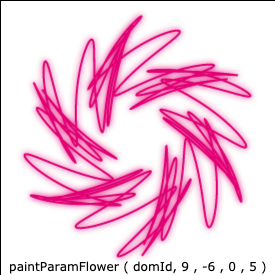 paintParamFlower ( domId, 9 , -6 , 0 , 5 )